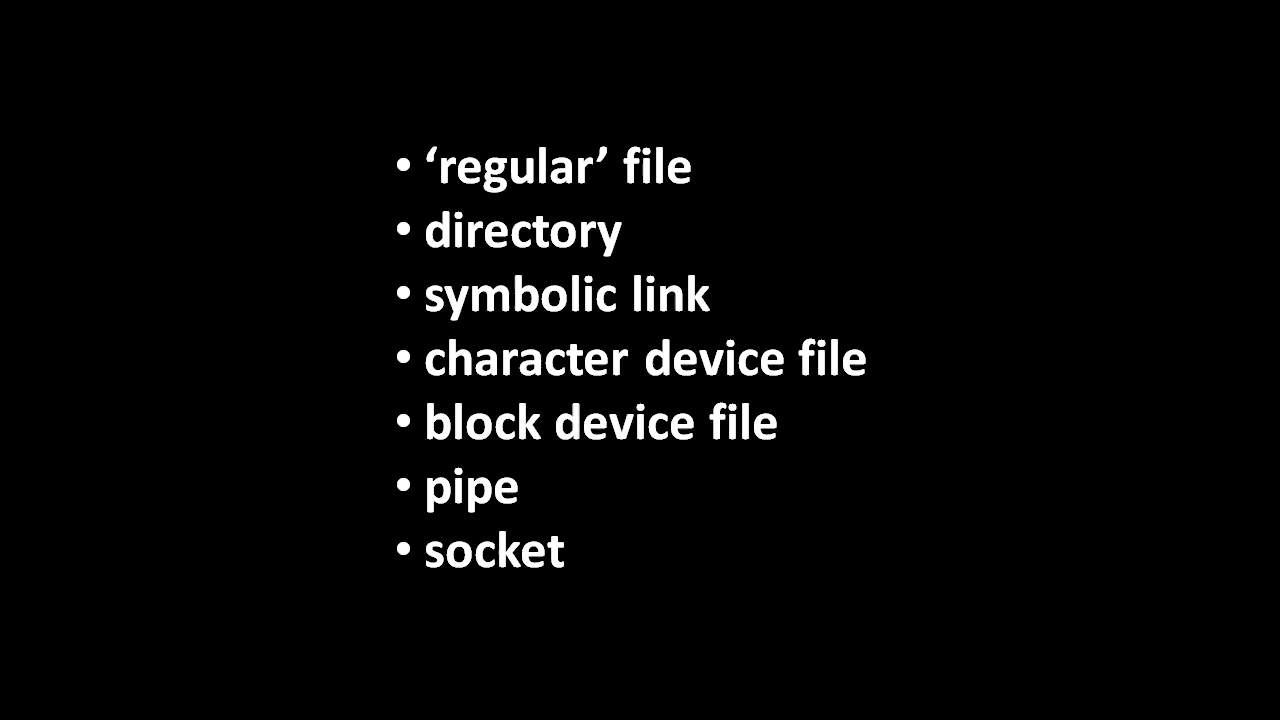 • ‘regular’ file
• directory
• symbolic link
• character device file
• block device file
• pipe
• socket